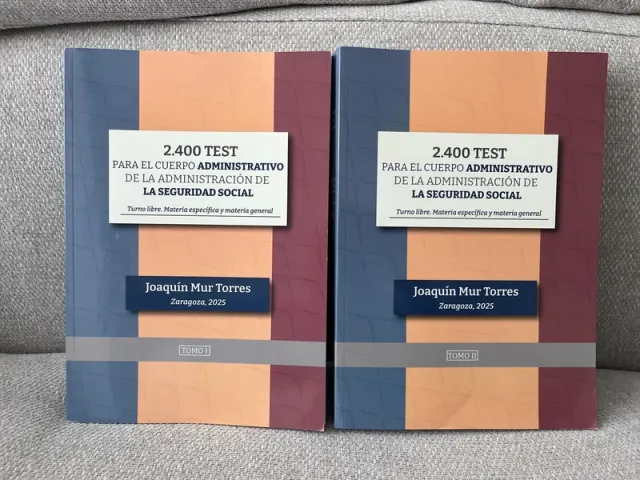 2.400 TEST
PARA EL CUERPO ADMINISTRATIVO
DE LA ADMINISTRACIÓN DE
LA SEGURIDAD SOCIAL
Turno libre. Materia específica y materia general
Joaquín Mur Torres
Zaragoza, 2025
TOMO I
2.400 TEST
PARA EL CUERPO ADMINISTRATIVO
DE LA ADMINISTRACIÓN DE
LA SEGURIDAD SOCIAL
Turno libre. Materia específica y materia general
Joaquín Mur Torres
Zaragoza, 2025
TOMO II